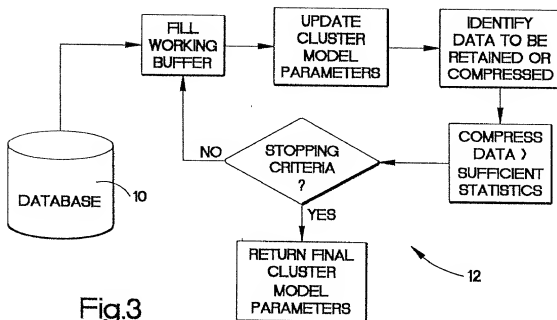 FILL
WORKING
BUFFER
UPDATE
CLUSTER
MODEL
PARAMETERS
IDENTIFY
DATA TO BE
RETAINED OR
COMPRESSED
COMPRESS
DATA )
SUFFICIENT
STATISTICS
STOPPING
CRITERIA
?
NO
YES
DATABASE
10
RETURN FINAL
CLUSTER
MODEL
PARAMETERS
12
Fig.3